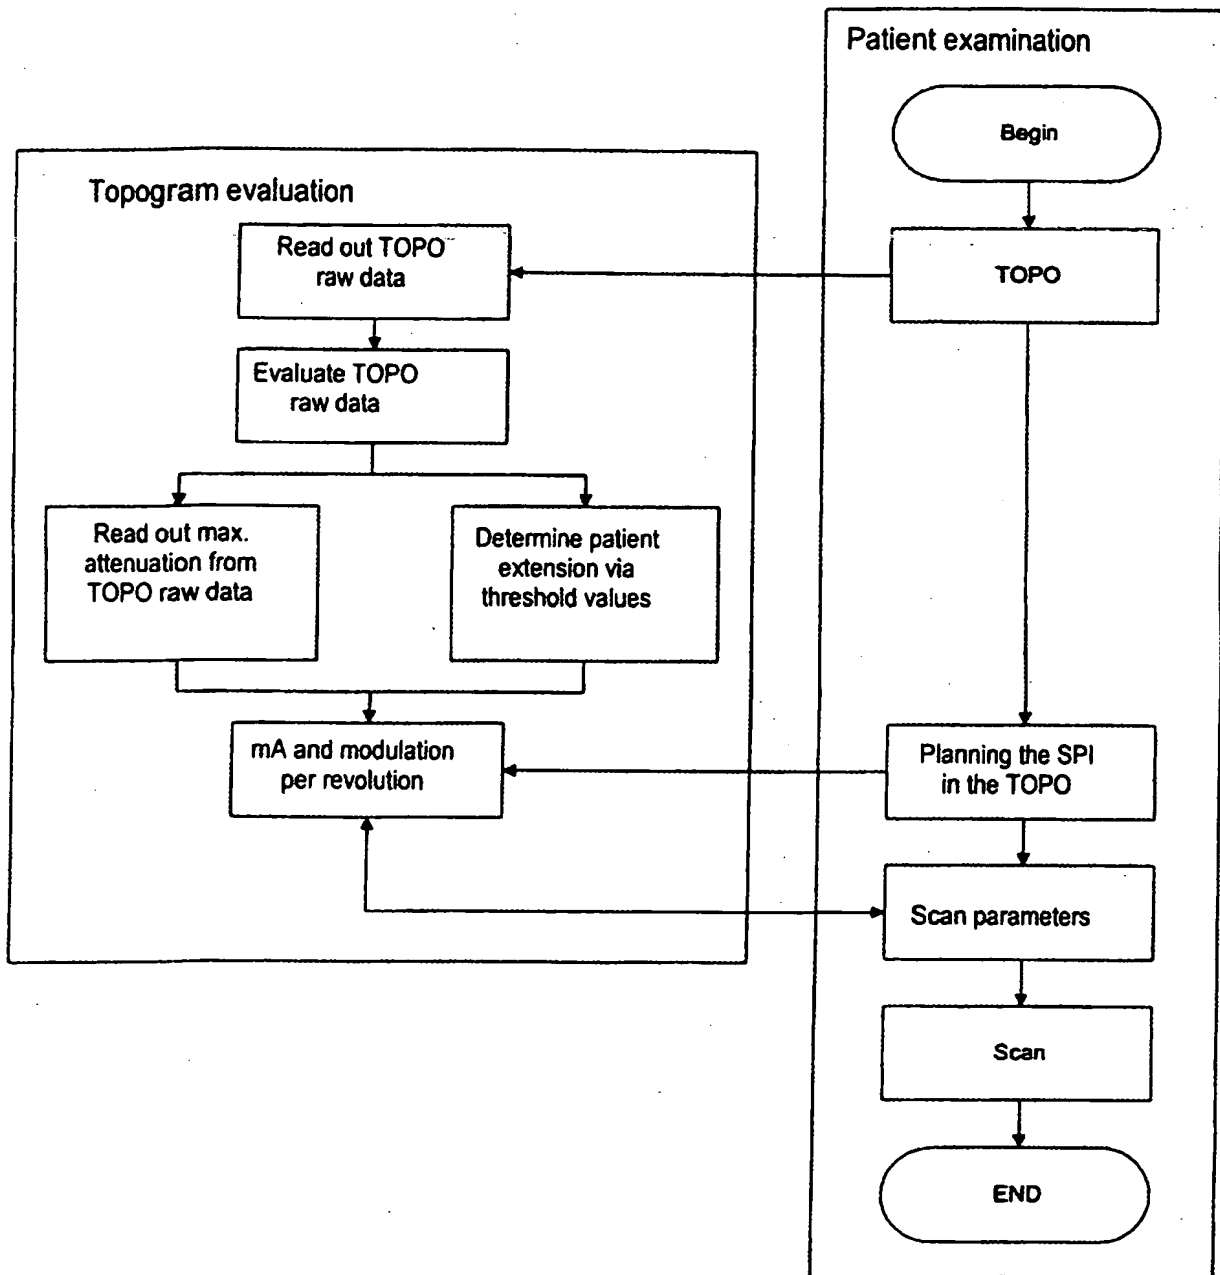 Patient examination
Begin
TOPO
Planning the SPI
in the TOPO
Scan parameters
Scan
END
Topogram evaluation
Read out TOPO
raw data
Evaluate TOPO
raw data
Read out max.
attenuation from
TOPO raw data
Determine patient
extension via
threshold values
mA and modulation
per revolution